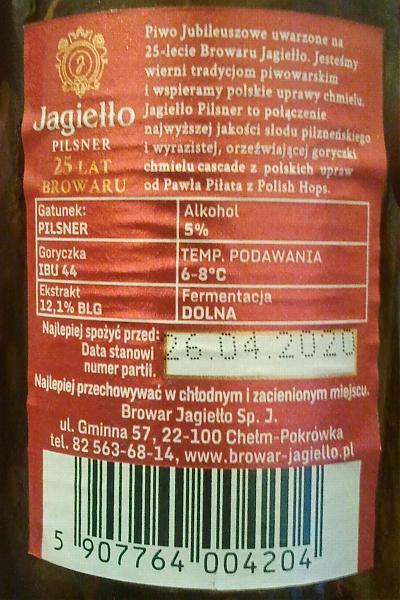 Jagiełło
PILSNER
25 LAT
BROWARU
Piwo Jubileuszowe uwarzone na
25-lecie Browaru Jagiełło. Jesteśmy
wierni tradycjom piwowarskim
i wspieramy polskie uprawy chmielu.
Jagiełło Pilsner to połączenie
najwyższej jakości słodu pilzneńskiego
i wyrazistej, orzeźwiającej goryczki
chmielu cascade z polskich upraw
od Pawła Piłata z Polish Hops.
Gatunek:
PILSNER
Alkohol
5%
Goryczka
IBU 44
TEMP. PODAWANIA
6-8°C
Ekstrakt
12,1% BLG
Fermentacja
DOLNA
Najlepiej spożyć przed:
Data stanowi
numer partii.
26.04.2020
Najlepiej przechowywać w chłodnym i zacienionym miejscu.
Browar Jagiełło Sp. J.
ul. Gminna 57, 22-100 Chełm-Pokrówka
tel. 82 563-68-14, www.browar-jagiello.pl
5 907764 004204